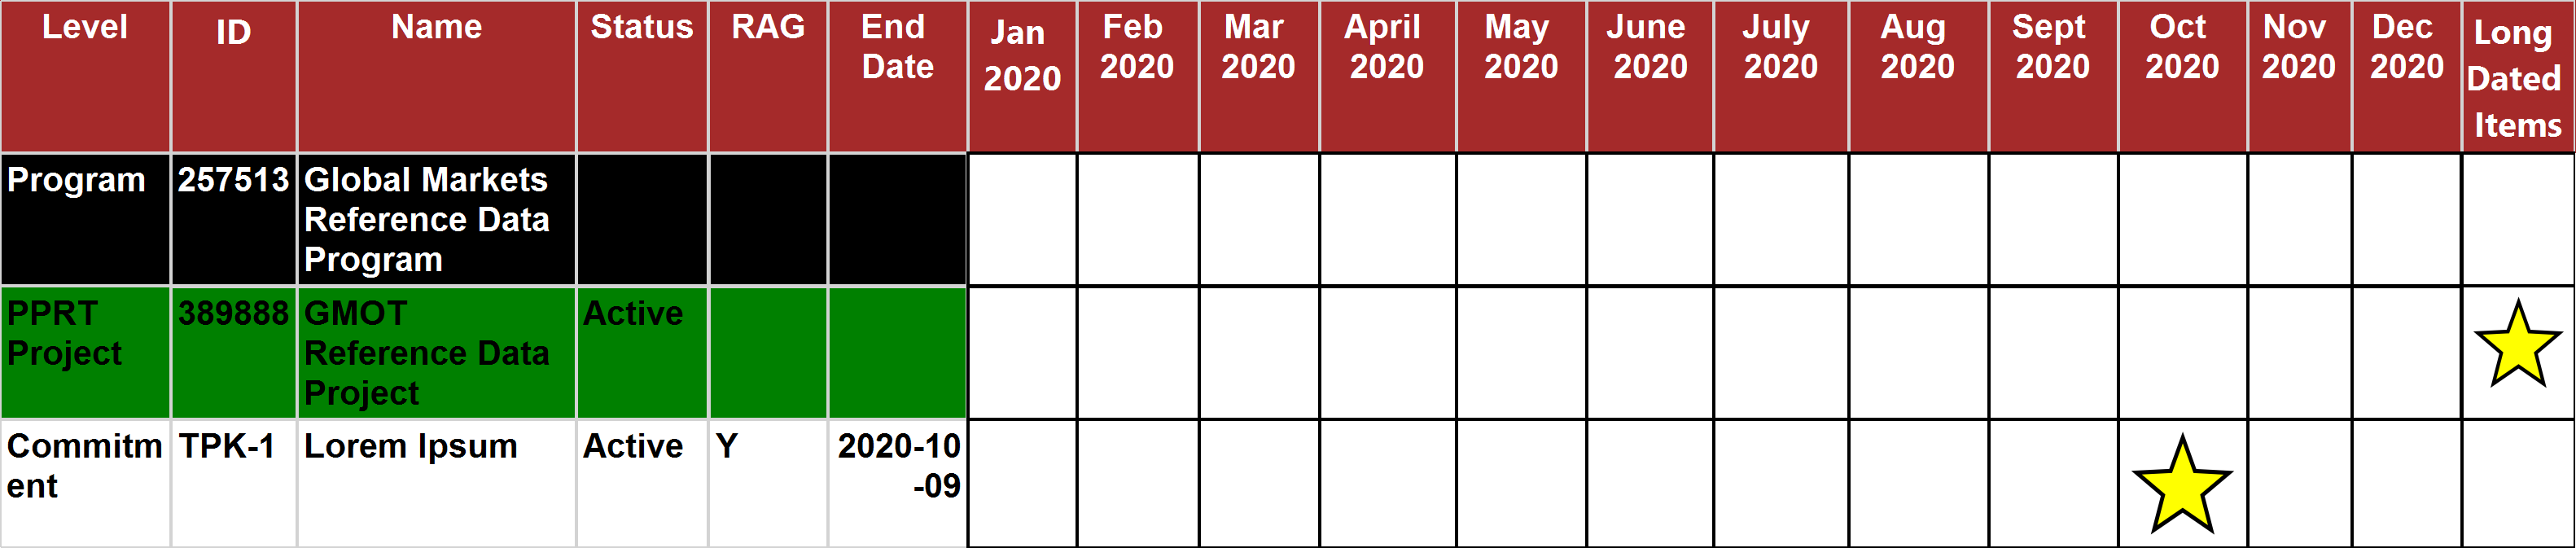 Level ID Name Status RAG End Date Jan 2020 Feb 2020 Mar 2020 April 2020 May 2020 June 2020 July 2020 Aug 2020 Sept 2020 Oct 2020 Nov 2020 Dec 2020 Long Dated Items
Program 257513 Global Markets
Reference Data
Program
PPRT 389888 GMOT Active
Project Reference Data
Project
Commitm TPK-1 Lorem Ipsum Active Y 2020-10
ent -09